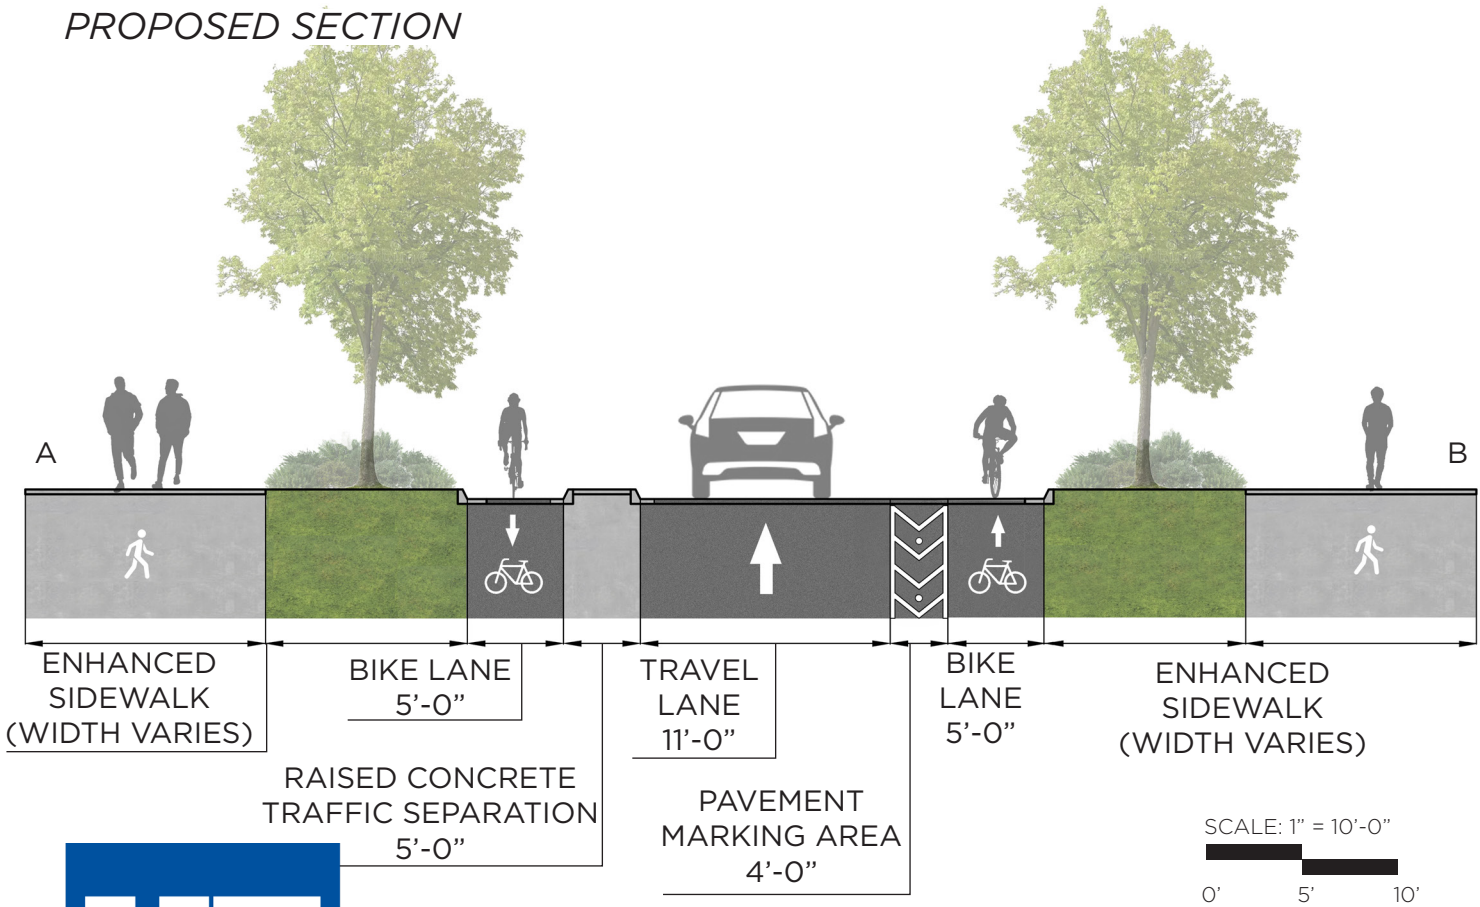 PROPOSED SECTION
A
B
ENHANCED
SIDEWALK
(WIDTH VARIES)
BIKE LANE
5’-0”
RAISED CONCRETE
TRAFFIC SEPARATION
5’-0”
TRAVEL
LANE
11’-0”
PAVEMENT
MARKING AREA
4’-0”
BIKE
LANE
5’-0”
ENHANCED
SIDEWALK
(WIDTH VARIES)
SCALE: 1” = 10’-0”
0’ 5’ 10’